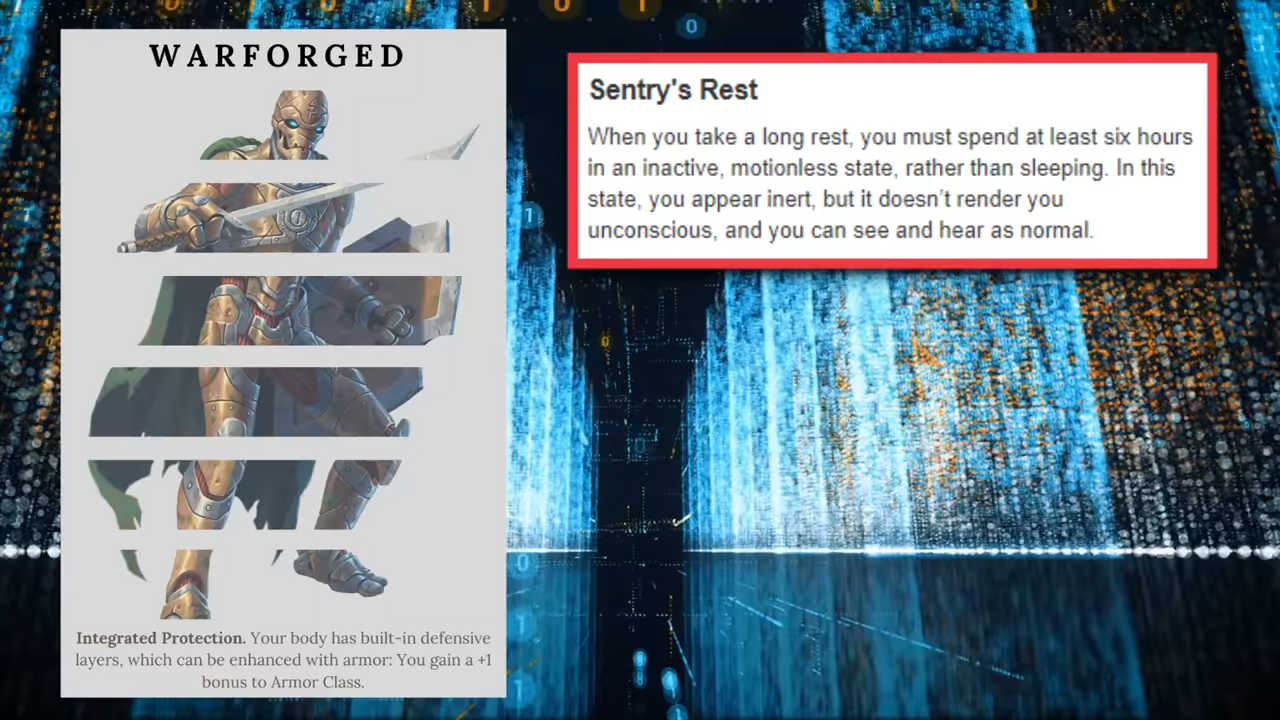 WARFORGED
Integrated Protection. Your body has built-in defensive
layers, which can be enhanced with armor: You gain a +1
bonus to Armor Class.
Sentry's Rest
When you take a long rest, you must spend at least six hours
in an inactive, motionless state, rather than sleeping. In this
state, you appear inert, but it doesn’t render you
unconscious, and you can see and hear as normal.